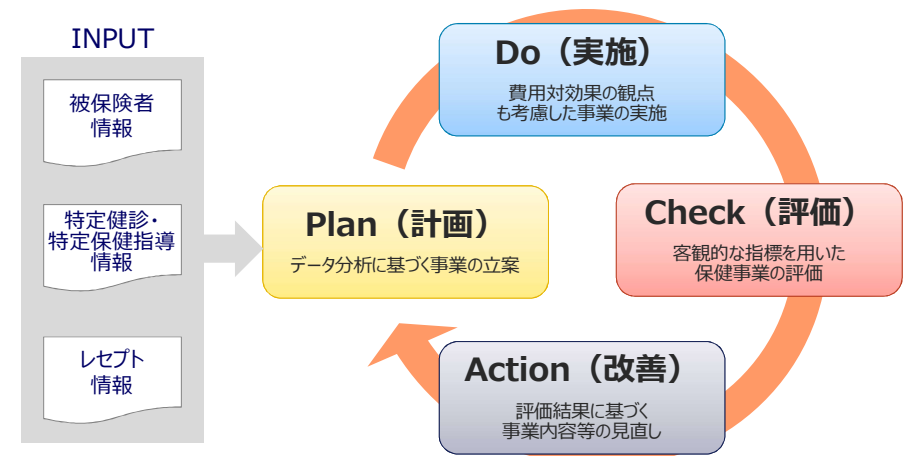 INPUT
被保険者
情報
特定健診・
特定保健指導
情報
レセプト
情報
Plan（計画）
データ分析に基づく事業の立案
Do（実施）
費用対効果の観点
も考慮した事業の実施
Check（評価）
客観的な指標を用いた
保健事業の評価
Action（改善）
評価結果に基づく
事業内容等の見直し